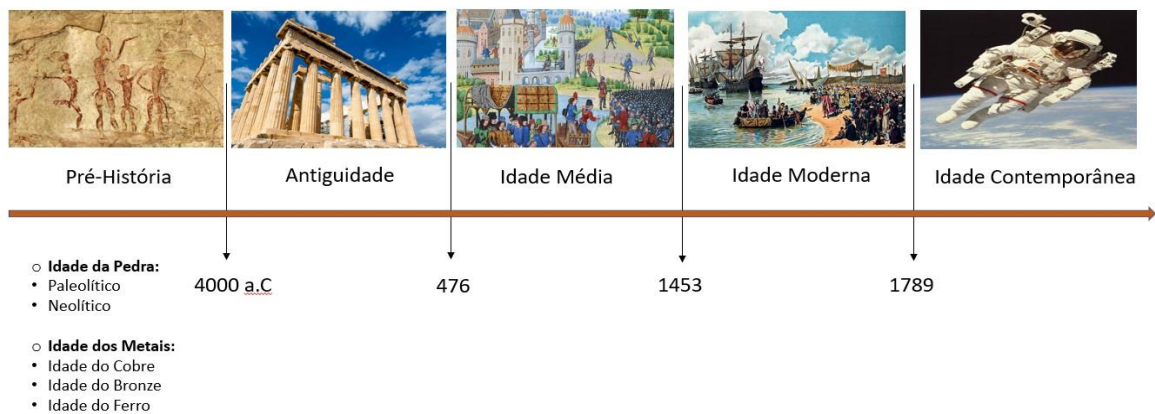 Pré-História
Antiguidade
Idade Média
Idade Moderna
Idade Contemporânea
4000 a.C
476
1453
1789
o Idade da Pedra:
• Paleolítico
• Neolítico
o Idade dos Metais:
• Idade do Cobre
• Idade do Bronze
• Idade do Ferro